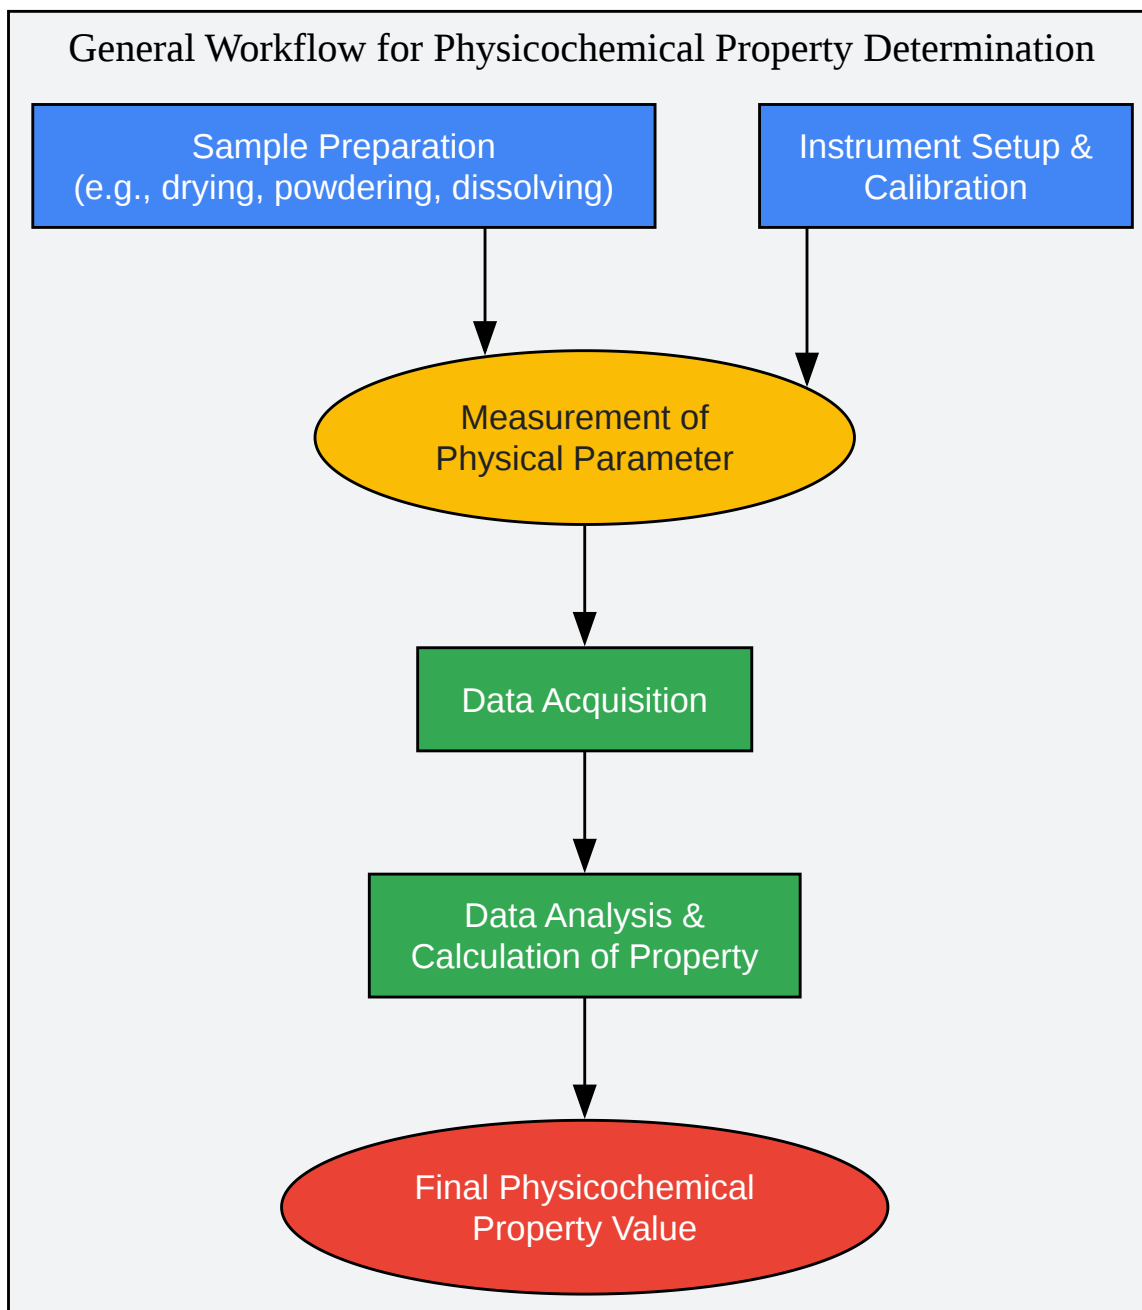 General Workflow for Physicochemical Property Determination
Sample Preparation
(e.g., drying, powdering, dissolving)
Instrument Setup &
Calibration
Measurement of
Physical Parameter
Data Acquisition
Data Analysis &
Calculation of Property
Final Physicochemical
Property Value